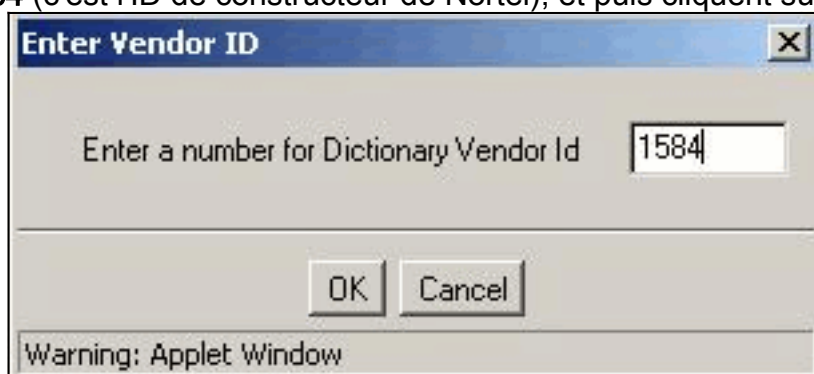 (c'est l'ID de constructeur de Nortel), et puis cliquent su
Enter Vendor ID
Enter a number for Dictionary Vendor Id 1584
OK Cancel
Warning: Applet Window